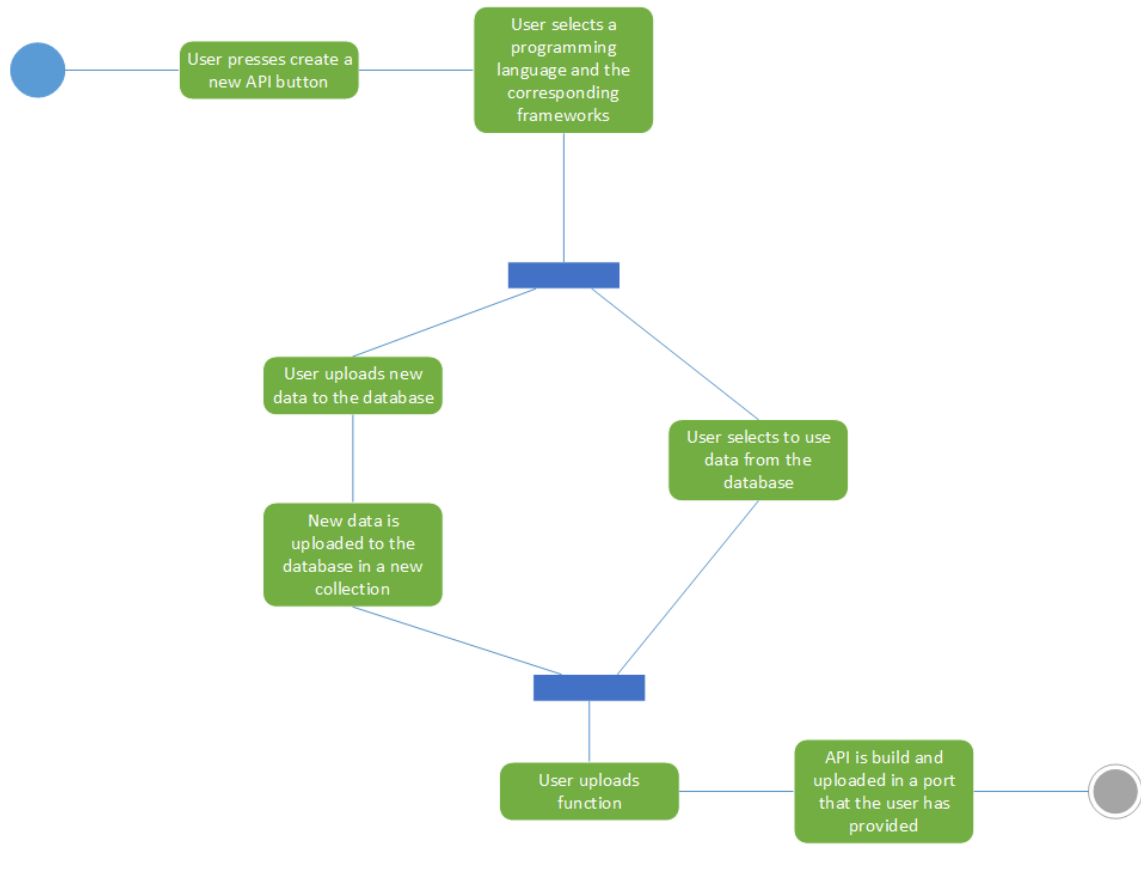 User selects a
programming
language and the
corresponding
frameworks
User presses create a
new API button
User uploads new
data to the database
User selects to use
data from the
database
New data is
uploaded to the
database in a new
collection
User uploads
function
API is build and
uploaded in a port
that the user has
provided